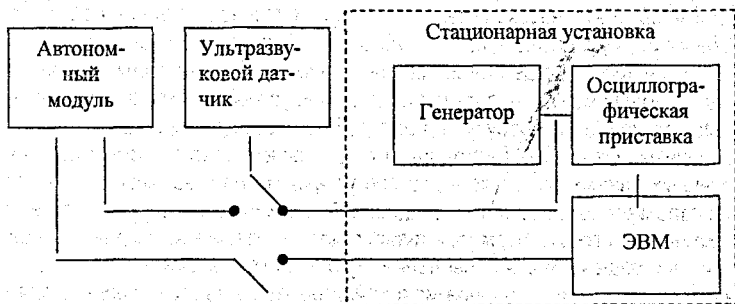 Автоном-
ный
модуль
Ультразву-
ковой дат-
чик
Стационарная установка
Генератор
Осциллогра-
фическая
приставка
ЭВМ